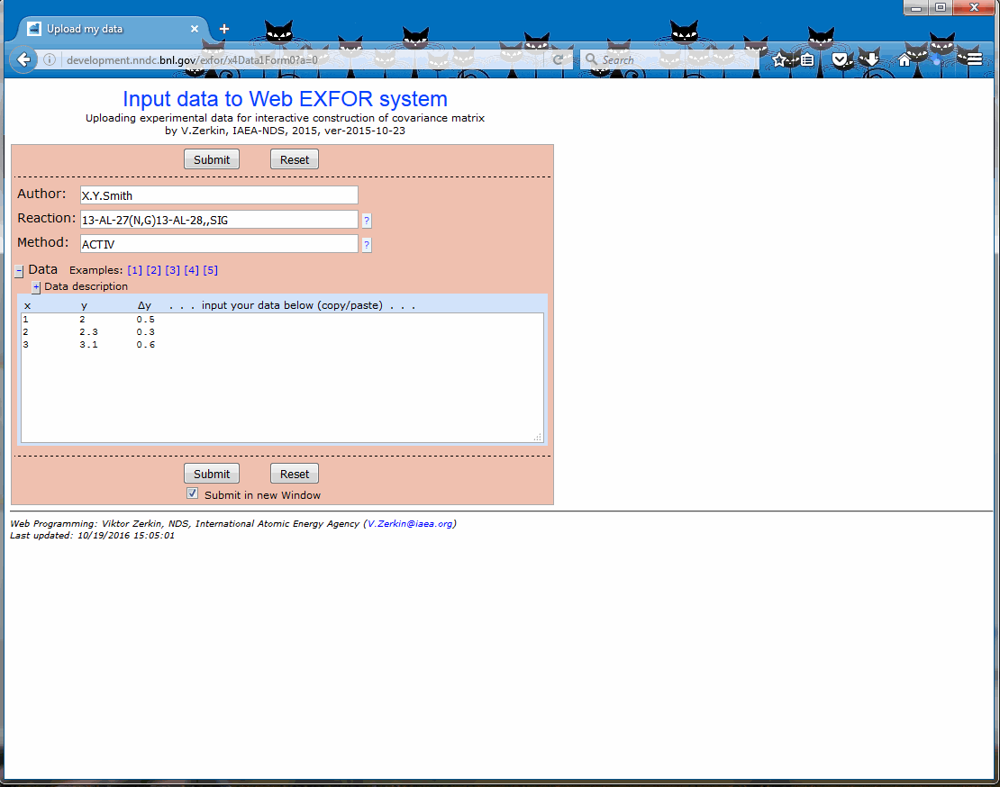 Upload my data
development.nndc.bnl.gov/exfor/x4Data1Form0?a=0
Search
Input data to Web EXFOR system
Uploading experimental data for interactive construction of covariance matrix
by V.Zerkin, IAEA-NDS, 2015, ver-2015-10-23
Submit Reset
Author: X.Y.Smith
Reaction: 13-AL-27(N,G)13-AL-28,,SIG ?
Method: ACTIV ?
- Data Examples: [1] [2] [3] [4] [5]
+ Data description
x y Δy . . . input your data below (copy/paste) . . .
1 2 0.5
2 2.3 0.3
3 3.1 0.6
Submit Reset
Submit in new Window
Web Programming: Viktor Zerkin, NDS, International Atomic Energy Agency (V.Zerkin@iaea.org)
Last updated: 10/19/2016 15:05:01